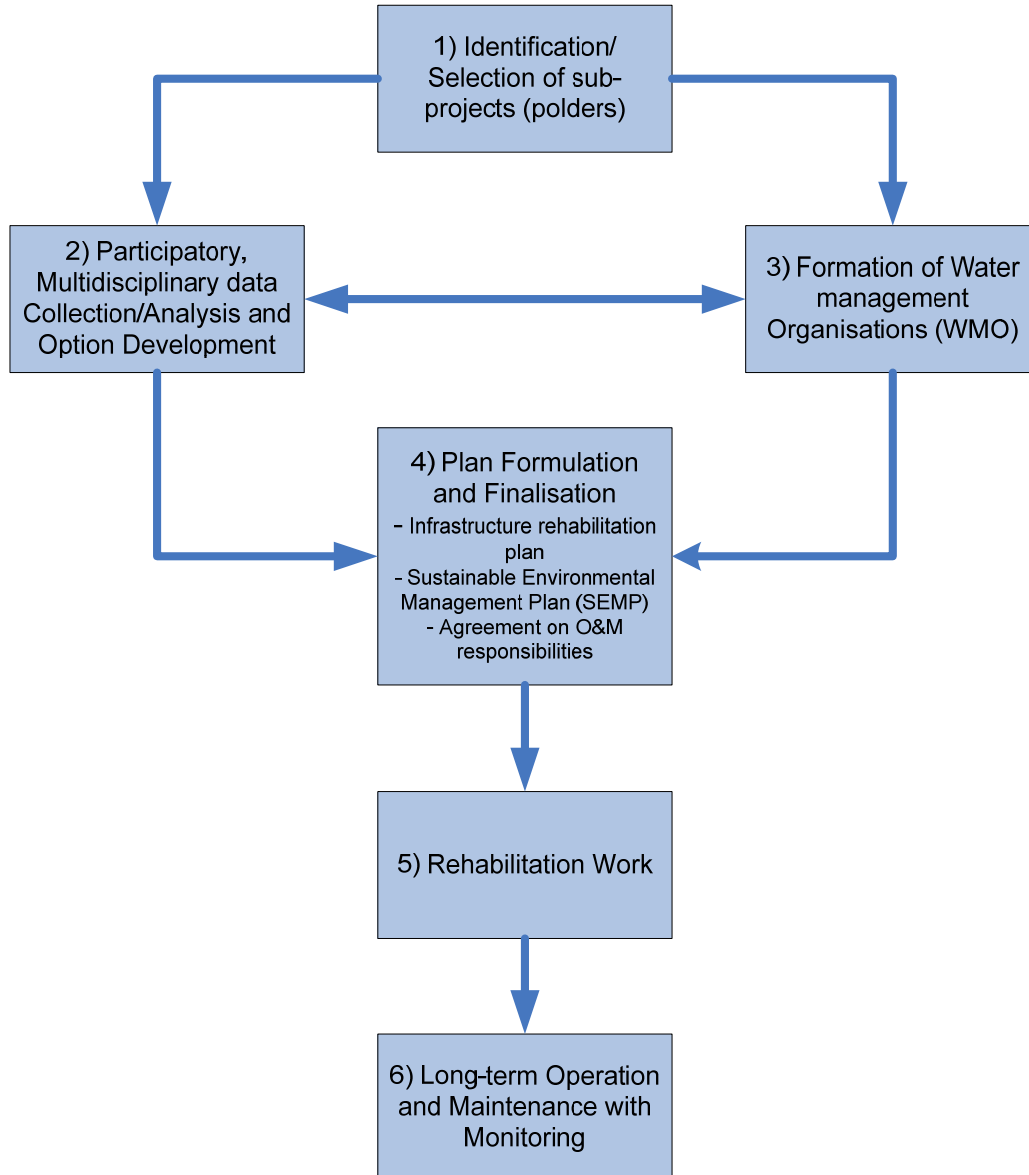 1) Identification/
Selection of sub-
projects (polders)
2) Participatory,
Multidisciplinary data
Collection/Analysis and
Option Development
3) Formation of Water
management
Organisations (WMO)
4) Plan Formulation
and Finalisation
- Infrastructure rehabilitation
plan
- Sustainable Environmental
Management Plan (SEMP)
- Agreement on O&M
responsibilities
5) Rehabilitation Work
6) Long-term Operation
and Maintenance with
Monitoring